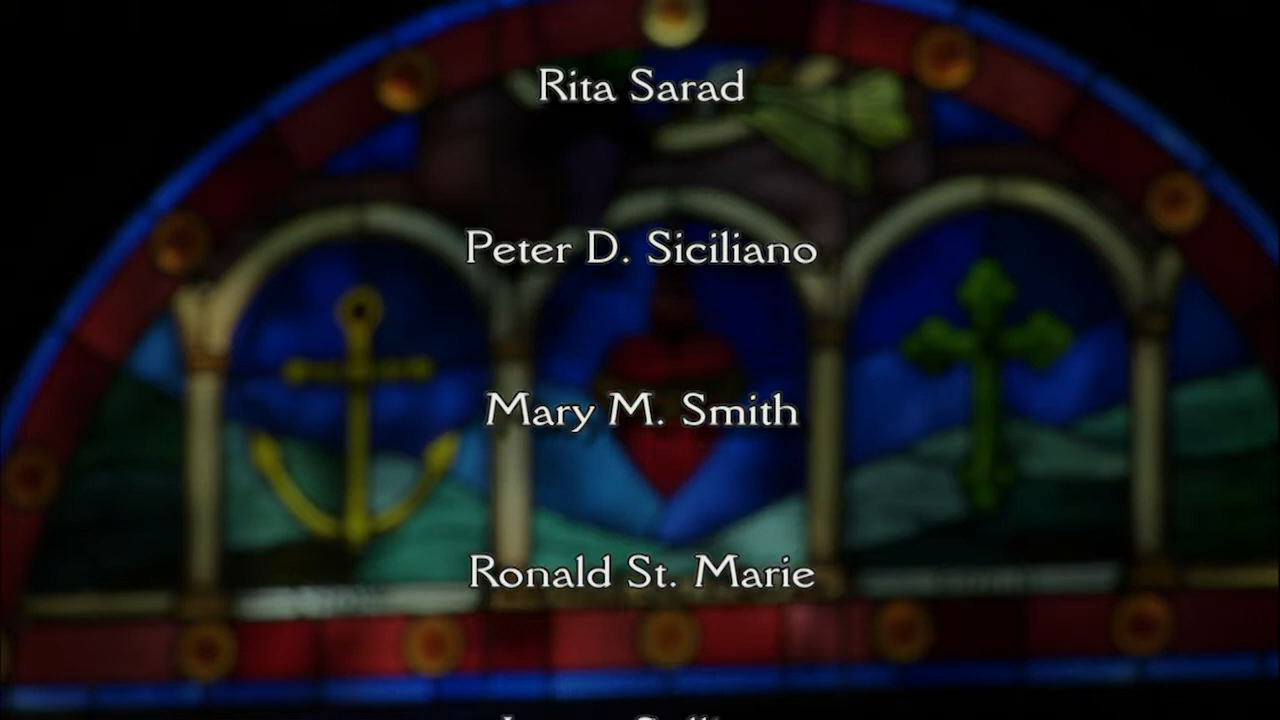 Rita Sarad
Peter D. Siciliano
Mary M. Smith
Ronald St. Marie